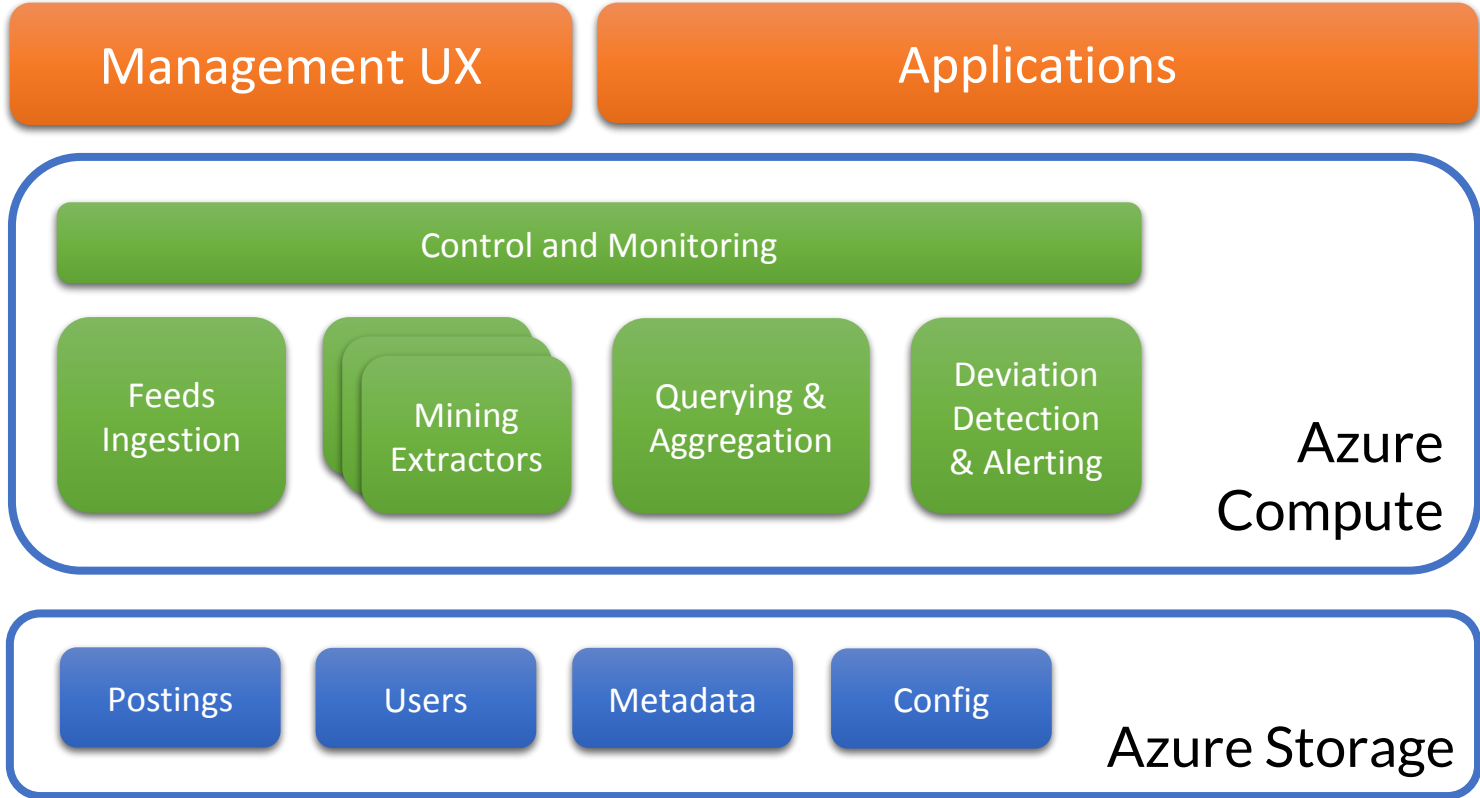 Management UX
Applications
Control and Monitoring
Feeds
Ingestion
Mining
Extractors
Querying &
Aggregation
Deviation
Detection
& Alerting
Azure
Compute
Postings
Users
Metadata
Config
Azure Storage